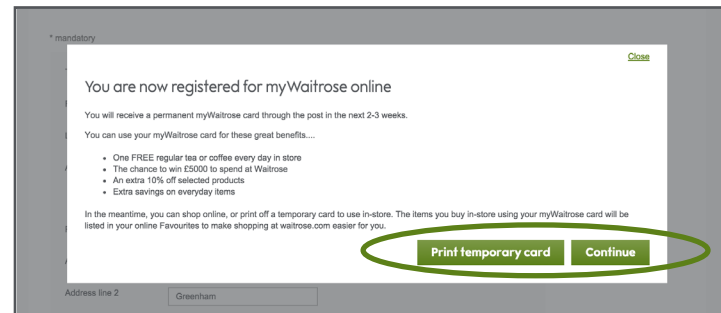 * mandatory
Close
You are now registered for myWaitrose online
You will receive a permanent myWaitrose card through the post in the next 2-3 weeks.
You can use your myWaitrose card for these great benefits....
• One FREE regular tea or coffee every day in store
• The chance to win £5000 to spend at Waitrose
• An extra 10% off selected products
• Extra savings on everyday items
In the meantime, you can shop online, or print off a temporary card to use in-store. The items you buy in-store using your myWaitrose card will be
listed in your online Favourites to make shopping at waitrose.com easier for you.
Print temporary card Continue
Address line 2 Greenham